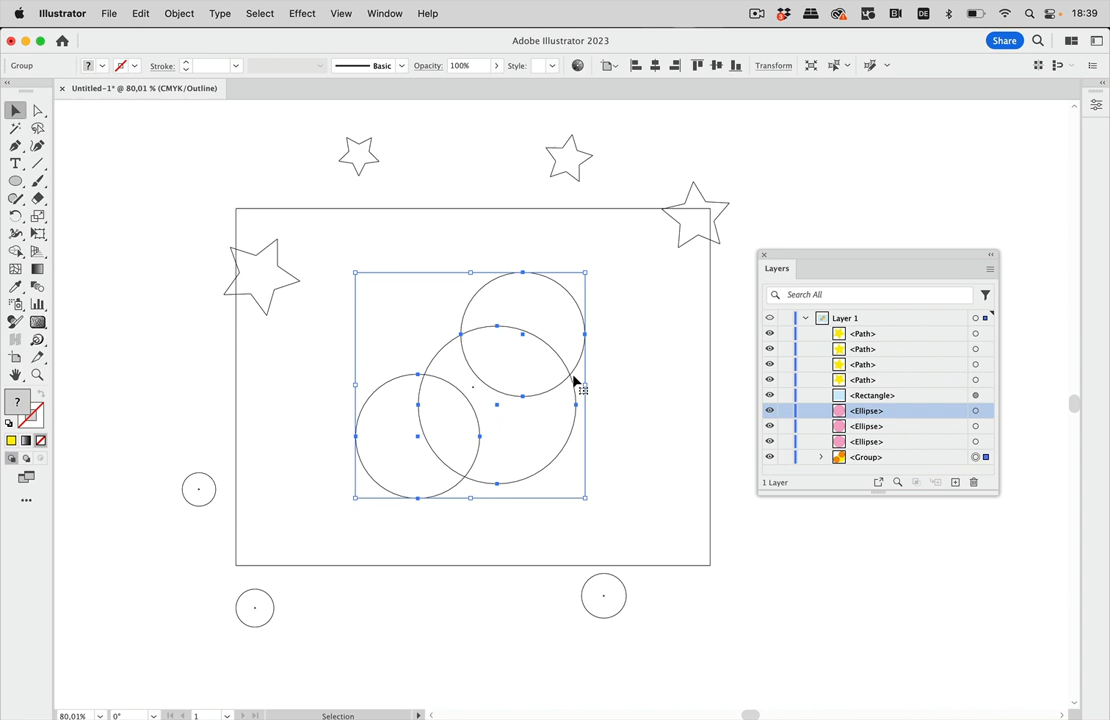 Illustrator File Edit Object Type Select Effect View Window Help DE 18:39
Adobe Illustrator 2023 Share
Group ? Stroke: Basic Opacity: 100% Style: Transform
Untitled-1* @ 80,01 % (CMYK/Outline)
Layers
Search All
Layer 1
<Path>
<Path>
<Path>
<Path>
<Rectangle>
<Ellipse>
<Ellipse>
<Ellipse>
<Group>
?
1 Layer
80,01% 0° 1 Selection